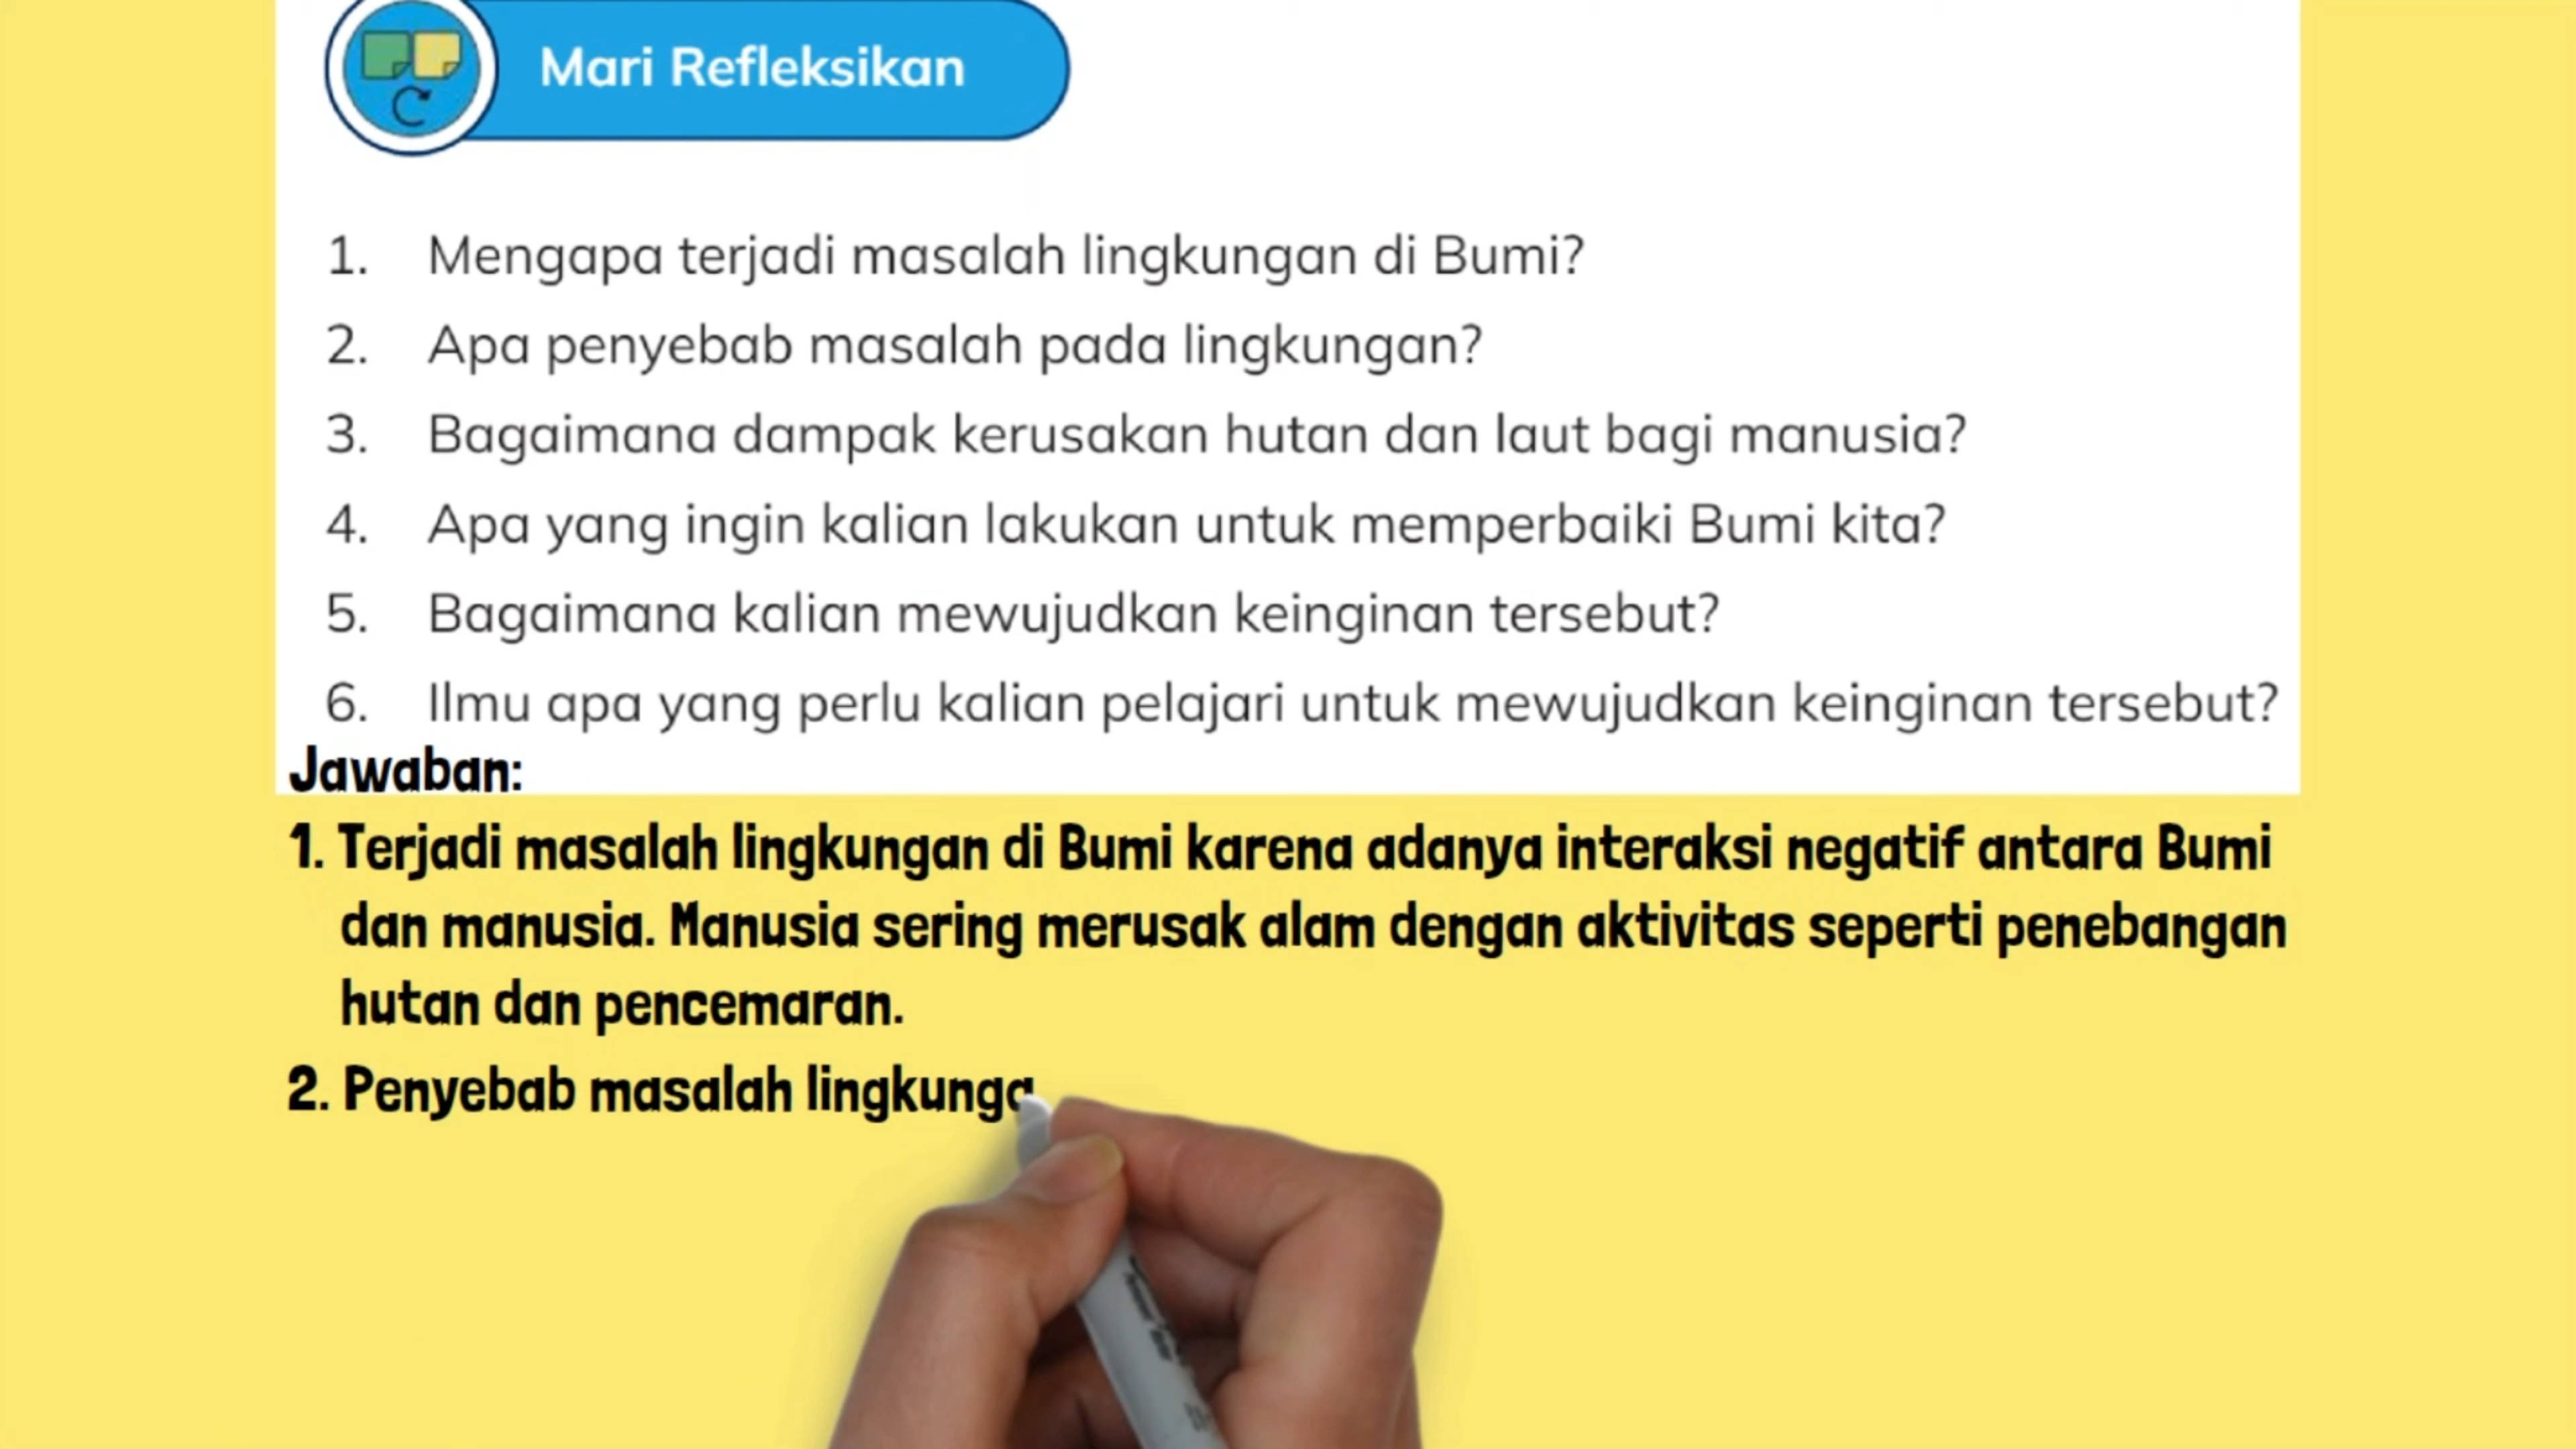 Mari Refleksikan
1. Mengapa terjadi masalah lingkungan di Bumi?
2. Apa penyebab masalah pada lingkungan?
3. Bagaimana dampak kerusakan hutan dan laut bagi manusia?
4. Apa yang ingin kalian lakukan untuk memperbaiki Bumi kita?
5. Bagaimana kalian mewujudkan keinginan tersebut?
6. Ilmu apa yang perlu kalian pelajari untuk mewujudkan keinginan tersebut?
Jawaban:
1. Terjadi masalah lingkungan di Bumi karena adanya interaksi negatif antara Bumi
dan manusia. Manusia sering merusak alam dengan aktivitas seperti penebangan
hutan dan pencemaran.
2. Penyebab masalah lingkunga